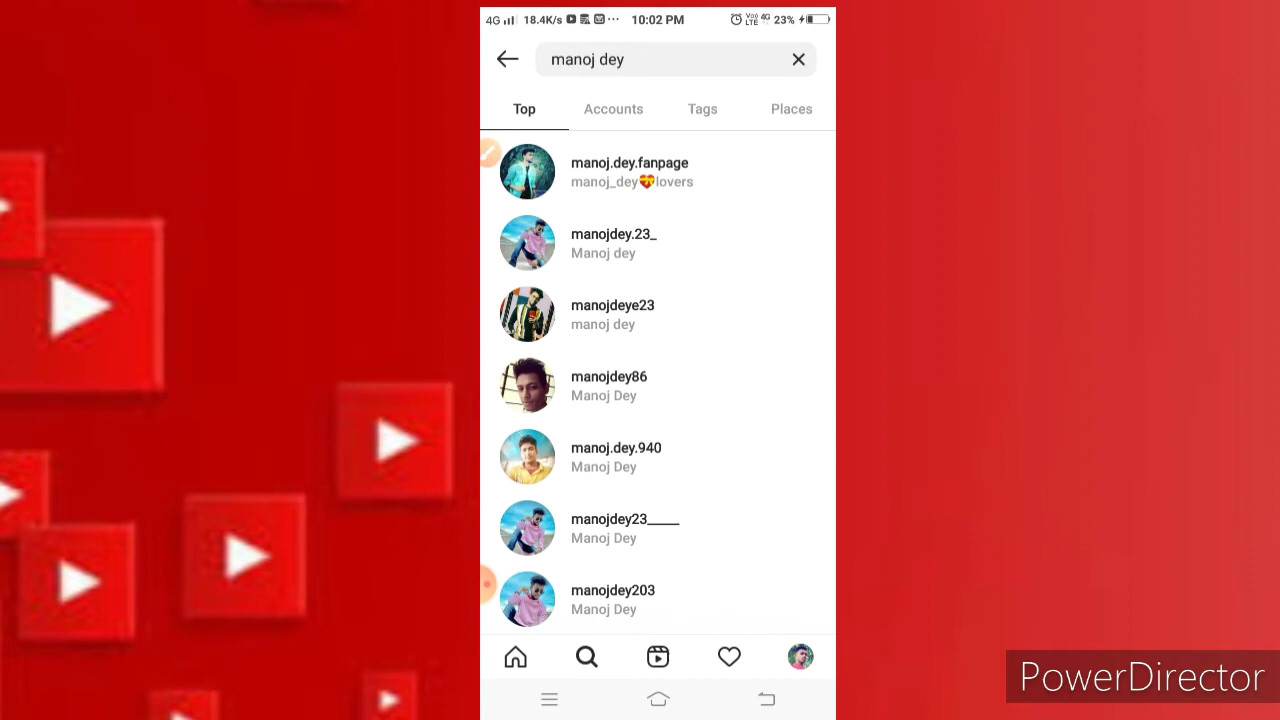 4G 18.4K/s ... 10:02 PM VoLTE 4G 23%
manoj dey
Top Accounts Tags Places
manoj.dey.fanpage
manoj_dey💝lovers
manojdey.23_
Manoj dey
manojdeye23
manoj dey
manojdey86
Manoj Dey
manoj.dey.940
Manoj Dey
manojdey23_____
Manoj Dey
manojdey203
Manoj Dey
PowerDirector